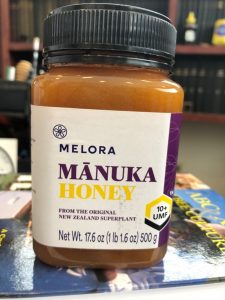 MELORA
MĀNUKA
HONEY
FROM THE ORIGINAL
NEW ZEALAND SUPERPLANT
10+
UMF
Net Wt. 17.6 oz (1 lb 1.6 oz) 500 g
ABC